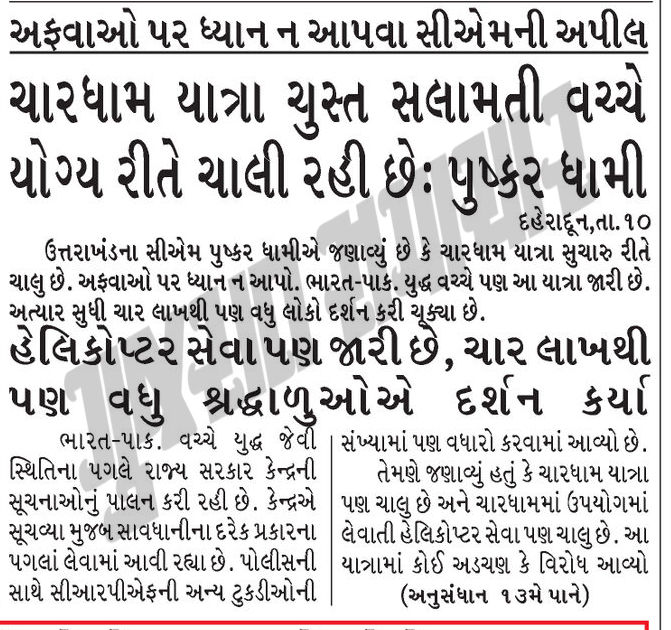 અફવાઓ પર ધ્યાન ન આપવા સીએમની અપીલ
ચારધામ યાત્રા ચુસ્ત સલામતી વચ્ચે
યોગ્ય રીતે ચાલી રહી છે: પુષ્કર ધામી
દહેરાદૂન,તા.૧૦
ઉત્તરાખંડના સીએમ પુષ્કર ધામીએ જણાવ્યું છે કે ચારધામ યાત્રા સુચારુ રીતે
ચાલુ છે. અફવાઓ પર ધ્યાન ન આપો. ભારત-પાક. યુદ્ધ વચ્ચે પણ આ યાત્રા જારી છે.
અત્યાર સુધી ચાર લાખથી પણ વધુ લોકો દર્શન કરી ચૂક્યા છે.
હેલિકોપ્ટર સેવા પણ જારી છે, ચાર લાખથી
પણ વધુ શ્રદ્ધાળુઓએ દર્શન કર્યા
ભારત-પાક. વચ્ચે યુદ્ધ જેવી
સ્થિતિના પગલે રાજ્ય સરકાર કેન્દ્રની
સૂચનાઓનું પાલન કરી રહી છે. કેન્દ્રએ
સૂચવ્યા મુજબ સાવધાનીના દરેક પ્રકારના
પગલાં લેવામાં આવી રહ્યા છે. પોલીસની
સાથે સીઆરપીએફની અન્ય ટુકડીઓની
સંખ્યામાં પણ વધારો કરવામાં આવ્યો છે.
તેમણે જણાવ્યું હતું કે ચારધામ યાત્રા
પણ ચાલુ છે અને ચારધામમાં ઉપયોગમાં
લેવાતી હેલિકોપ્ટર સેવા પણ ચાલુ છે. આ
યાત્રામાં કોઈ અડચણ કે વિરોધ આવ્યો
(અનુસંધાન ૧૩મે પાને)
ગુજરાત સમાચાર